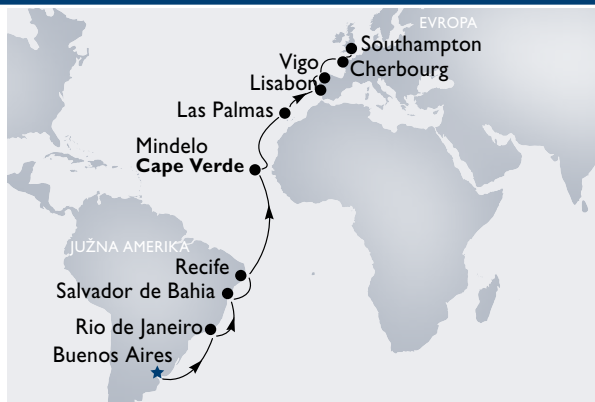 EVROPA
Southampton
Vigo
Cherbourg
Lisabon
Las Palmas
Mindelo
Cape Verde
JUŽNA AMERIKA
Recife
Salvador de Bahia
Rio de Janeiro
Buenos Aires